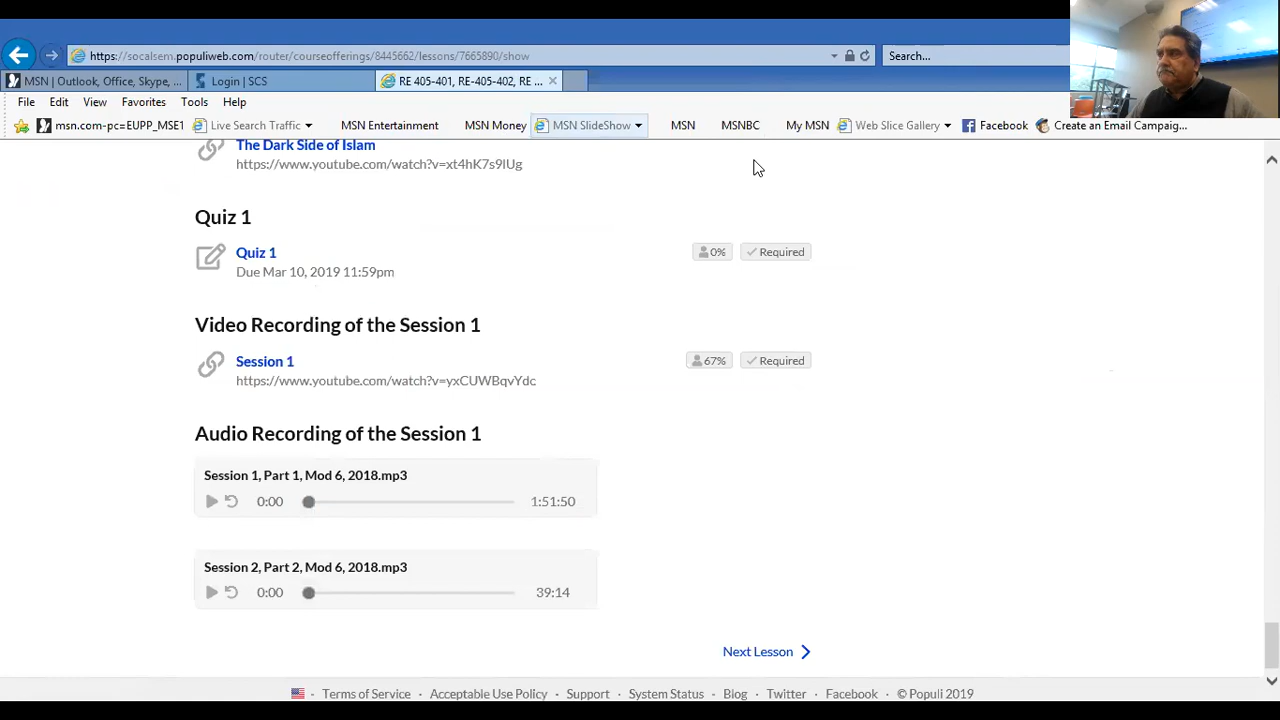 https://socalsem.populiweb.com/router/courseofferings/8445662/lessons/7665890/show
Search...
MSN | Outlook, Office, Skype, ...
Login | SCS
RE 405-401, RE-405-402, RE ...
File Edit View Favorites Tools Help
msn.com-pc=EUPP_MSE1 Live Search Traffic MSN Entertainment MSN Money MSN SlideShow MSN MSNBC My MSN Web Slice Gallery Facebook Create an Email Campaig...
The Dark Side of Islam
https://www.youtube.com/watch?v=xt4hK7s9lUg
Quiz 1
Quiz 1 0% Required
Due Mar 10, 2019 11:59pm
Video Recording of the Session 1
Session 1 67% Required
https://www.youtube.com/watch?v=yxCUWBqvYdc
Audio Recording of the Session 1
Session 1, Part 1, Mod 6, 2018.mp3
0:00 1:51:50
Session 2, Part 2, Mod 6, 2018.mp3
0:00 39:14
Next Lesson
- Terms of Service - Acceptable Use Policy - Support - System Status - Blog - Twitter - Facebook - © Populi 2019